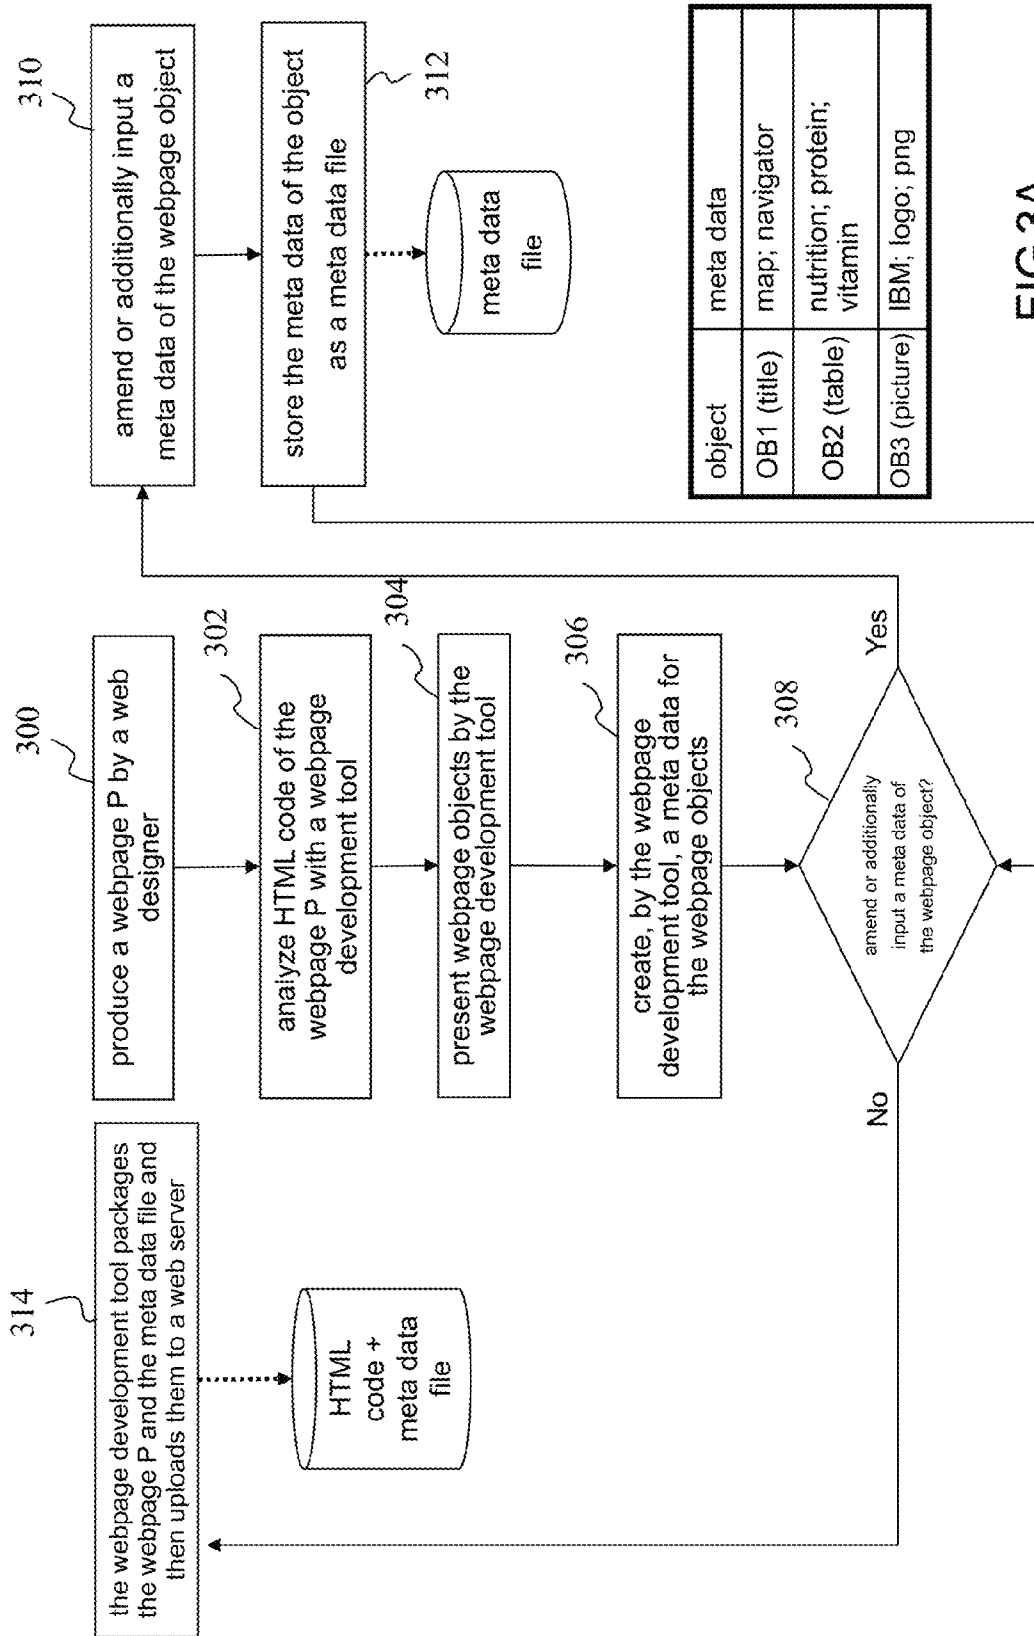 314
the webpage development tool packages
the webpage P and the meta data file and
then uploads them to a web server
HTML
code +
meta data
file
300
produce a webpage P by a web
designer
302
analyze HTML code of the
webpage P with a webpage
development tool
304
present webpage objects by the
webpage development tool
306
create, by the webpage
development tool, a meta data for
the webpage objects
308
amend or additionally
input a meta data of
the webpage object?
No
Yes
310
amend or additionally input a
meta data of the webpage object
312
store the meta data of the object
as a meta data file
meta data
file
object meta data
OB1 (title) map; navigator
OB2 (table) nutrition; protein;
vitamin
OB3 (picture) IBM; logo; png
FIG.3A